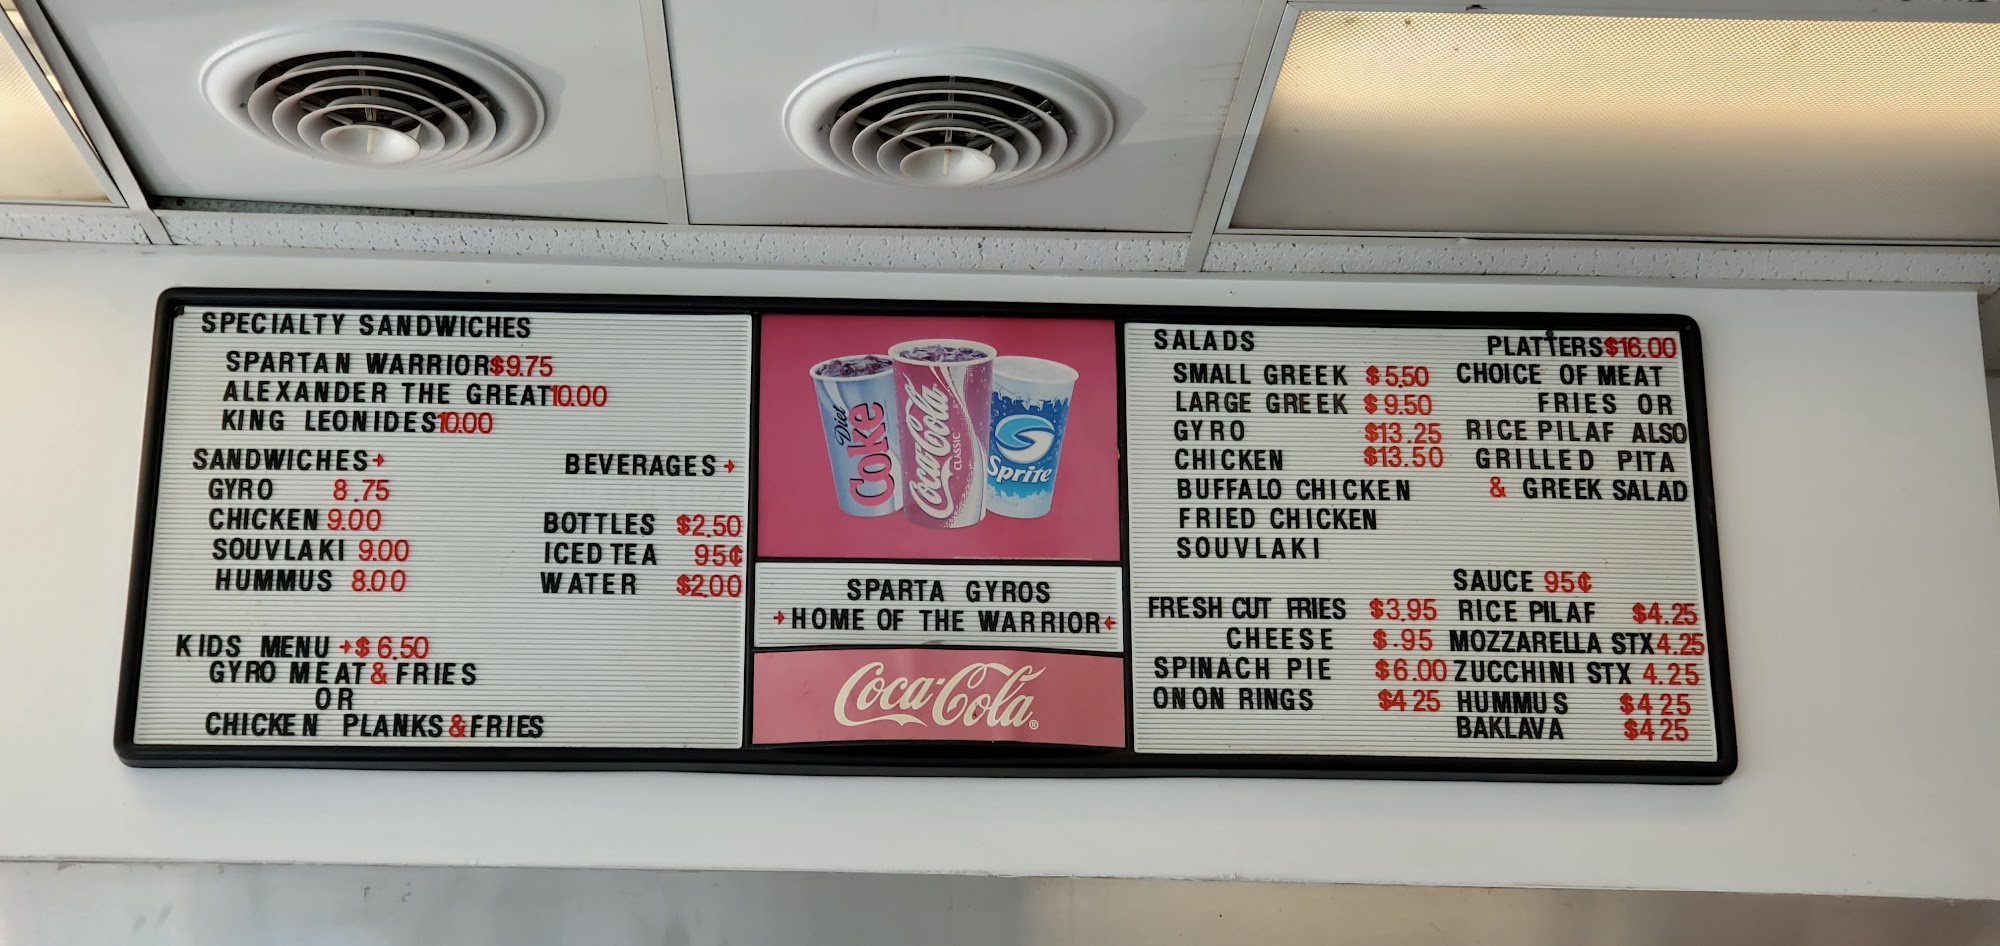 SPECIALTY SANDWICHES
SPARTAN WARRIOR $9.75
ALEXANDER THE GREAT 10.00
KING LEONIDES 10.00
SANDWICHES→
GYRO 8.75
CHICKEN 9.00
SOUVLAKI 9.00
HUMMUS 8.00
BEVERAGES→
BOTTLES $2.50
ICED TEA 95¢
WATER $2.00
KIDS MENU →$6.50
GYRO MEAT & FRIES
OR
CHICKEN PLANKS & FRIES
Diet Coke
Coca-Cola
CLASSIC
Sprite
SPARTA GYROS
→HOME OF THE WARRIOR←
Coca-Cola®
SALADS
SMALL GREEK $5.50
LARGE GREEK $9.50
GYRO $13.25
CHICKEN $13.50
BUFFALO CHICKEN
FRIED CHICKEN
SOUVLAKI
PLATTERS $16.00
CHOICE OF MEAT
FRIES OR
RICE PILAF ALSO
GRILLED PITA
& GREEK SALAD
FRESH CUT FRIES $3.95
CHEESE $.95
SPINACH PIE $6.00
ONON RINGS $4 25
SAUCE 95¢
RICE PILAF $4.25
MOZZARELLA STX 4.25
ZUCCHINI STX 4.25
HUMMUS $4 25
BAKLAVA $4 25